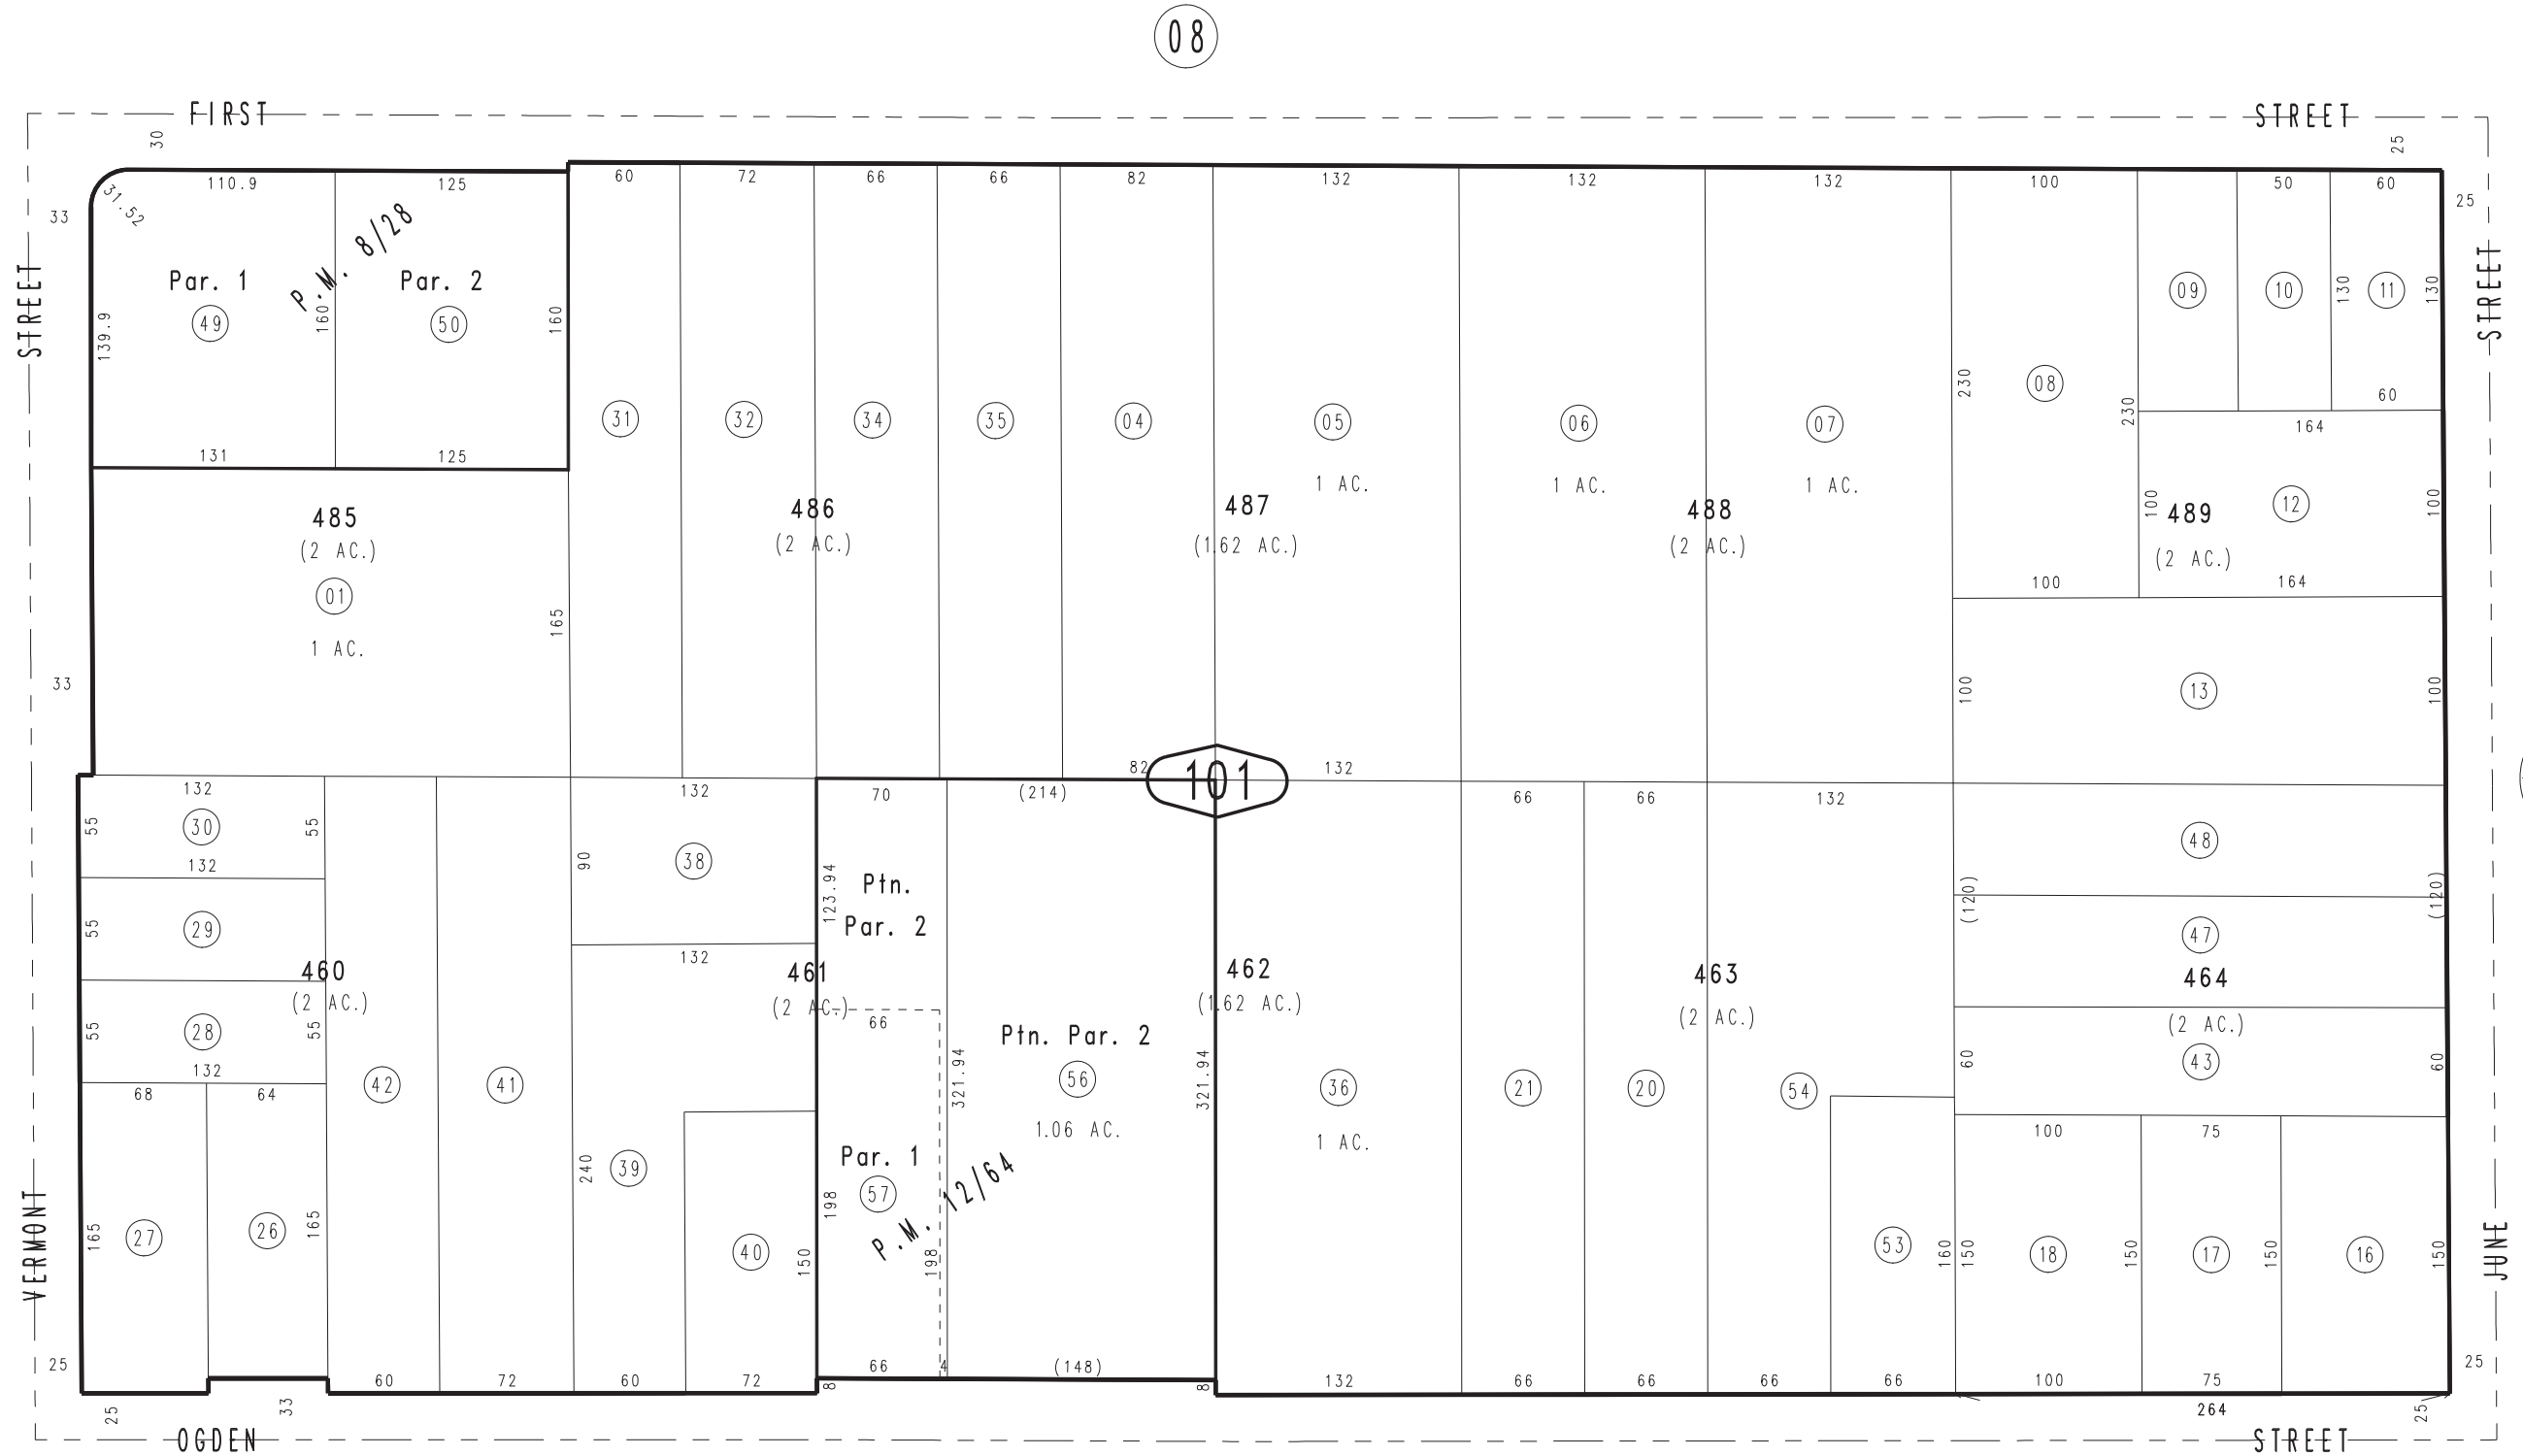 08
FIRST STREET
30
25
110.9 125 60 72 66 66 82 132 132 132 100 50 60
33
31.52
25
P.M. 8/28
STREET
STREET
Par. 1 Par. 2
49 50
139.9 160 160
09 10 130 11 130
31 32 34 35 04 05 06 07
230 08 230
60
164
131 125
1 AC. 1 AC. 1 AC.
485 486 487 488 489
(2 AC.) (2 AC.) (1.62 AC.) (2 AC.) (2 AC.)
100 12 100
01
1 AC.
165
100 164
33
100 13 100
82 132
101
132 132 70 (214) 66 66 132
55 30 55
132
90 38
123.94
Ptn.
Par. 2
48
(120) (120)
47
55 29
132
460 461 462 463 464
(2 AC.) (2 AC.) (1.62 AC.) (2 AC.) (2 AC.)
55 28 55
132
66
Ptn. Par. 2
56
1.06 AC.
321.94 321.94
60 43 60
68 64
42 41
36
1 AC.
21 20 54
100 75
240 39
Par. 1
57
198 198
P.M. 12/64
165 27 26 165
40 150
53 160
150 18 150 17 150 16 150
VERMONT
JUNE
25
25
60 72 60 72 66 4 (148) 132 66 66 66 66 100 75
8 8
25 33
264
25
OGDEN STREET